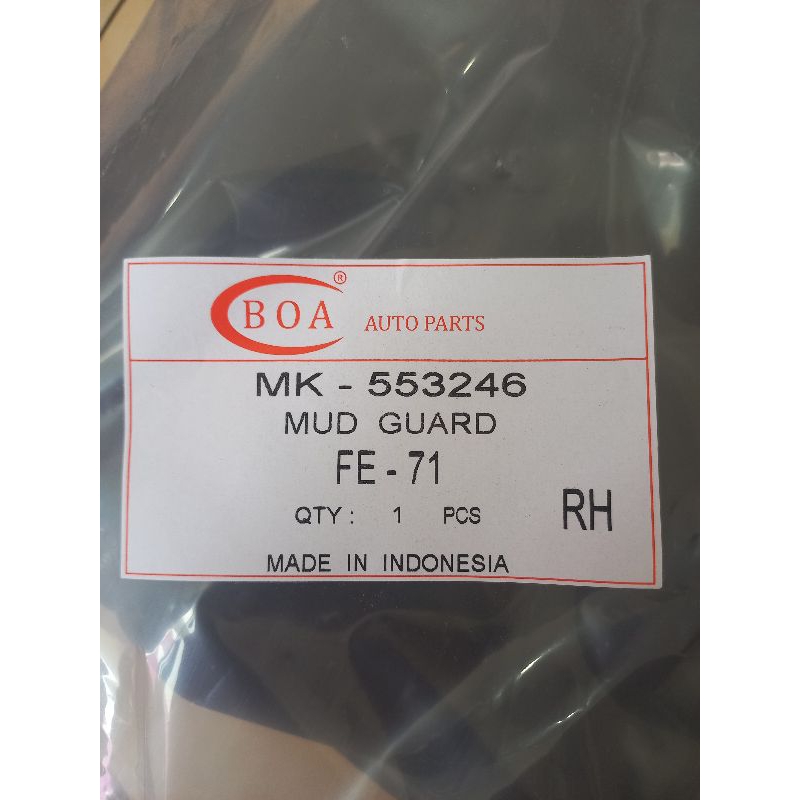 BOA ® AUTO PARTS
MK - 553246
MUD GUARD
FE - 71
QTY : 1 PCS
RH
MADE IN INDONESIA